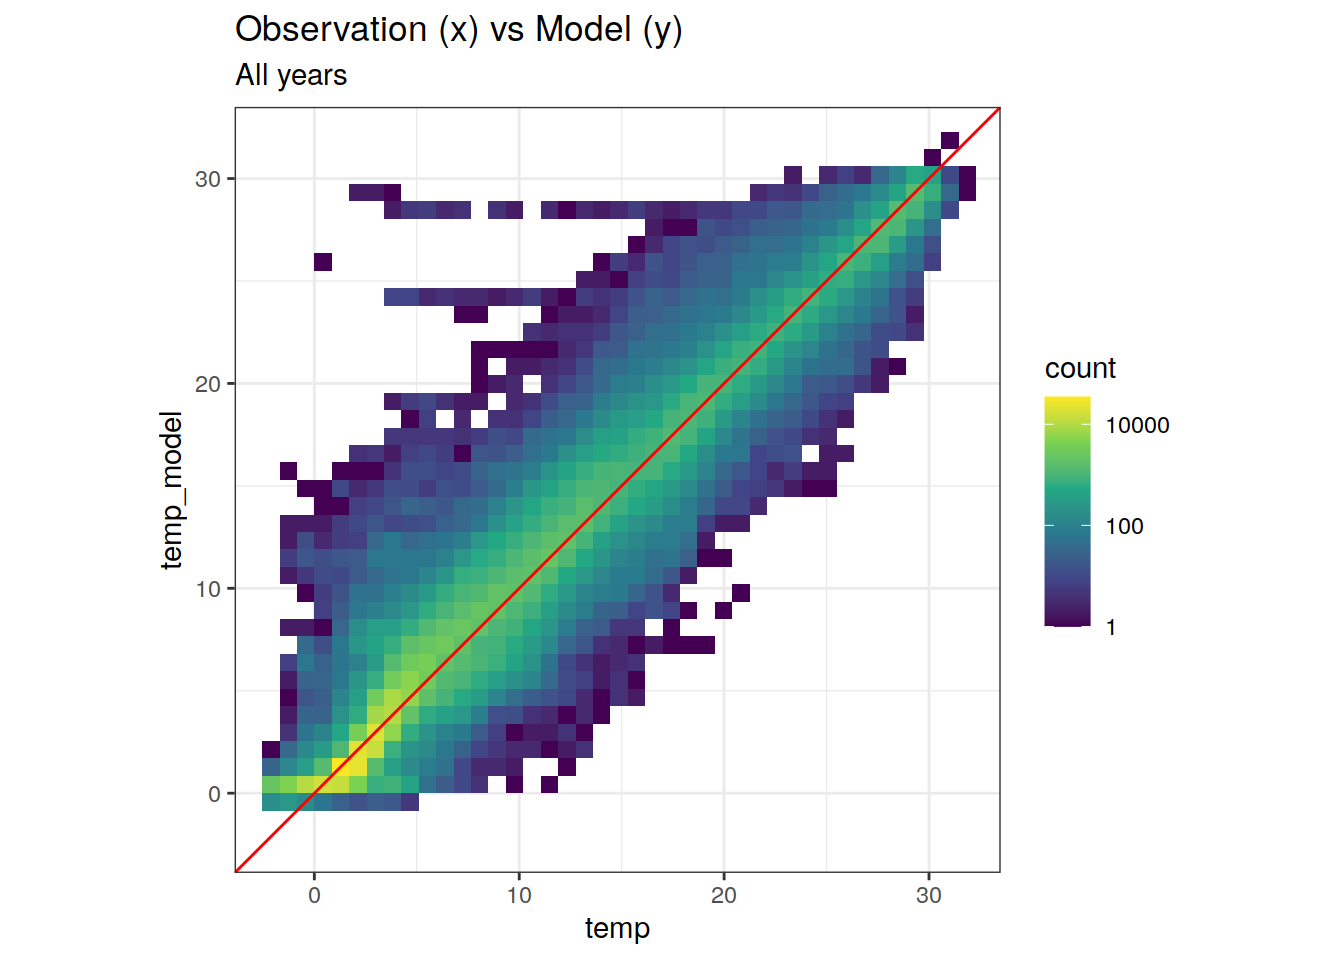 Observation (x) vs Model (y)
All years
30
20
10
0
temp_model
0 10 20 30
temp
count
10000
100
1